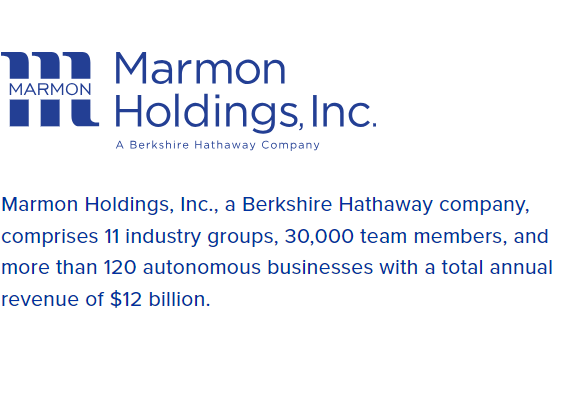 MARMON
Marmon
Holdings, Inc.
A Berkshire Hathaway Company
Marmon Holdings, Inc., a Berkshire Hathaway company,
comprises 11 industry groups, 30,000 team members, and
more than 120 autonomous businesses with a total annual
revenue of $12 billion.